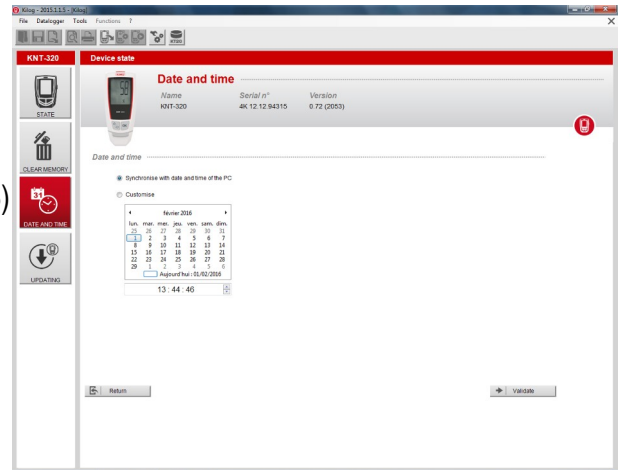 Kilog - 2015.1.1.5 - [Kilog]
File Datalogger Tools Functions ?
KT20
KNT-320
Device state
STATE
CLEAR MEMORY
31
DATE AND TIME
UPDATING
Date and time
Name Serial n° Version
KNT-320 4K 12.12.94315 0.72 (2053)
Date and time
Synchronise with date and time of the PC
Customise
février 2016
lun. mar. mer. jeu. ven. sam. dim.
25 26 27 28 29 30 31
1 2 3 4 5 6 7
8 9 10 11 12 13 14
15 16 17 18 19 20 21
22 23 24 25 26 27 28
29 1 2 3 4 5 6
Aujourd'hui : 01/02/2016
13 : 44 : 46
Return
Validate
)